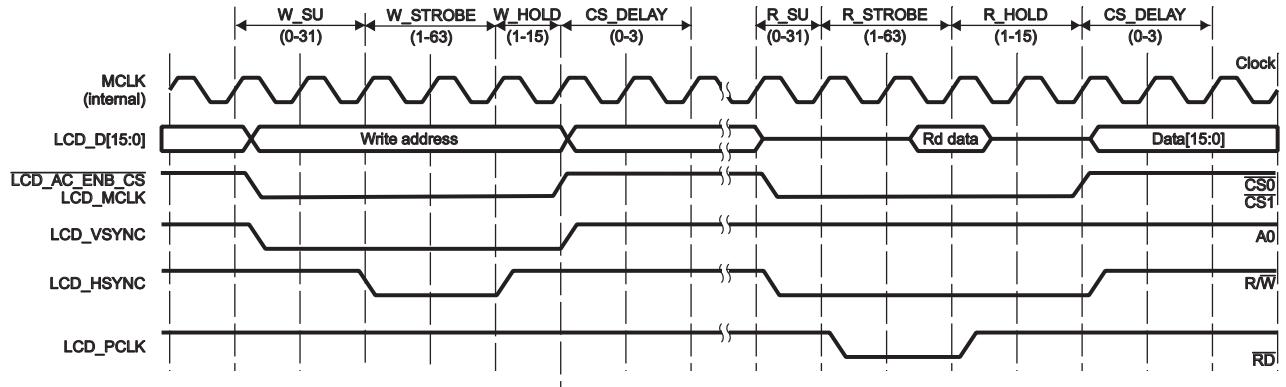 W_SU W_STROBE W_HOLD CS_DELAY R_SU R_STROBE R_HOLD CS_DELAY
(0-31) (1-63) (1-15) (0-3) (0-31) (1-63) (1-15) (0-3)
Clock
MCLK
(internal)
LCD_D[15:0] Write address Rd data Data[15:0]
LCD_AC_ENB_CS CS0
LCD_MCLK CS1
LCD_VSYNC A0
LCD_HSYNC R/W
LCD_PCLK RD